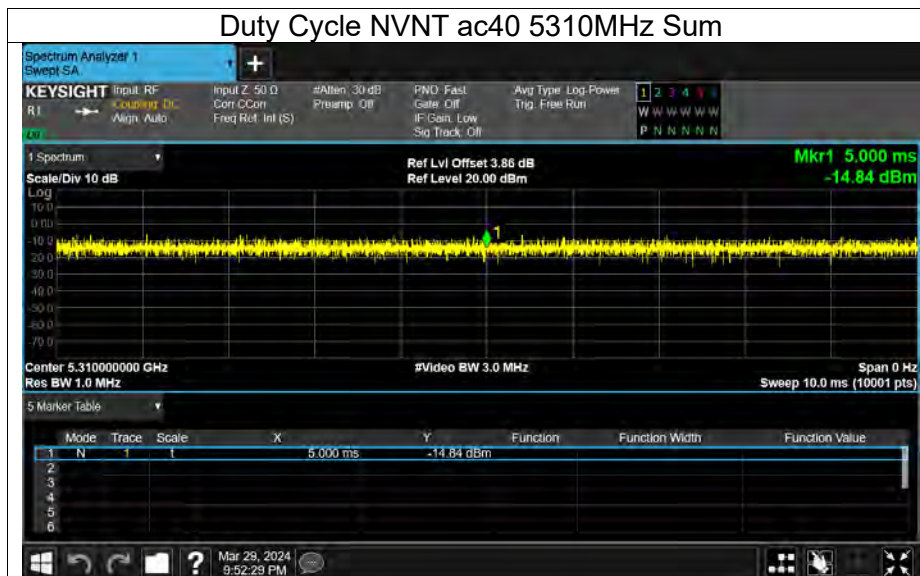 Duty Cycle NVNT ac40 5310MHz Sum
Spectrum Analyzer 1
Swept SA
+
KEYSIGHT Input: RF Input Z: 50 Ω #Atten: 30 dB PNO: Fast Avg Type: Log-Power 1 2 3 4 5 6
R1 Coupling: DC Corr CCorr Preamp: Off Gate: Off Trig: Free Run W W W W W W
Align: Auto Freq Ref: Int (S) IF Gain: Low
Sig Track: Off P N N N N N
1 Spectrum Ref Lvl Offset 3.86 dB Mkr1 5.000 ms
Scale/Div 10 dB Ref Level 20.00 dBm -14.84 dBm
Log
10.0
0.00
-10.0
1
-20.0
-30.0
-40.0
-50.0
-60.0
-70.0
Center 5.310000000 GHz #Video BW 3.0 MHz Span 0 Hz
Res BW 1.0 MHz Sweep 10.0 ms (10001 pts)
5 Marker Table
Mode Trace Scale X Y Function Function Width Function Value
1 N 1 t 5.000 ms -14.84 dBm
2
3
4
5
6
? Mar 29, 2024
9:52:29 PM